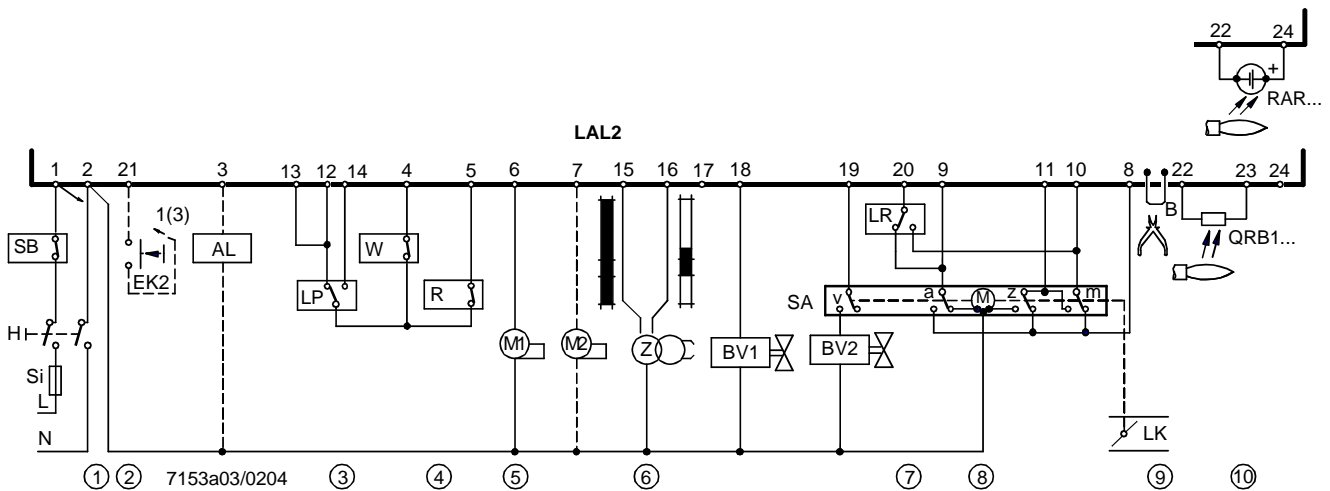 22 24
+
RAR...
LAL2
1 2 21 3 13 12 14 4 5 6 7 15 16 17 18 19 20 9 11 10 8 22 23 24
1(3)
B
SB
AL
W
LR
QRB1...
EK2
LP
R
SA
v
a
M
z
m
H
M1
M2
Z
BV1
BV2
Si
L
N
LK
1 2 7153a03/0204 3 4 5 6 7 8 9 10